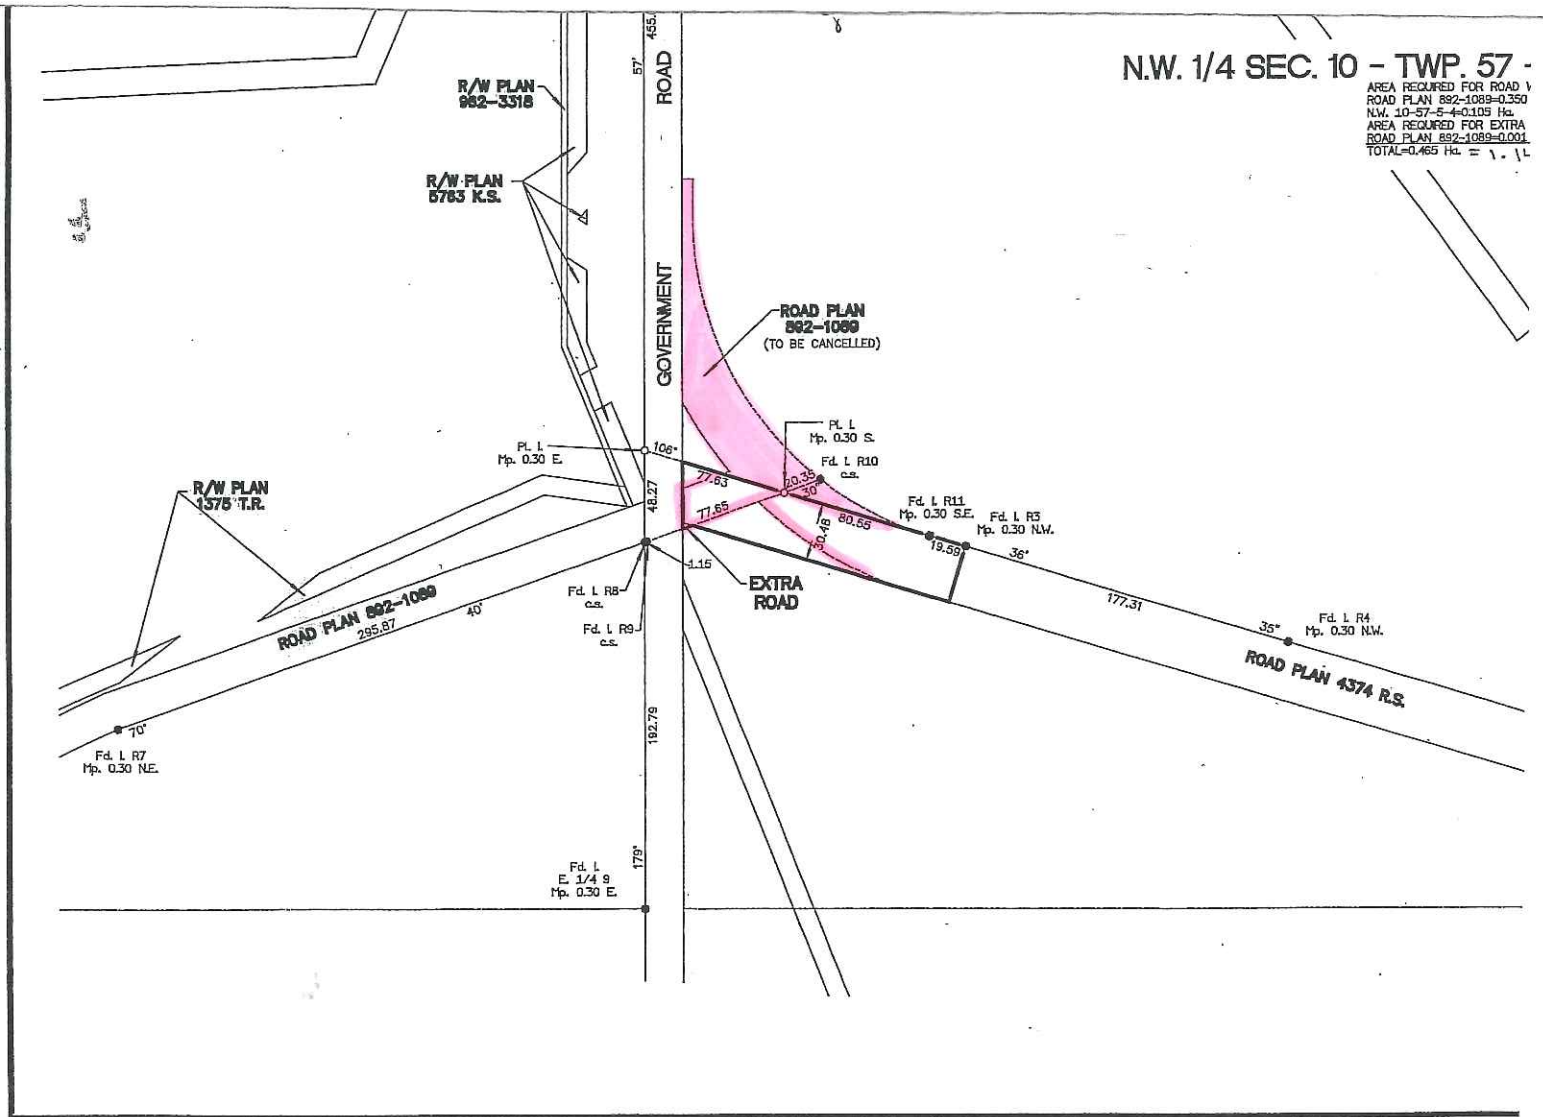 N.W. 1/4 SEC. 10 - TWP. 57 -
AREA REQUIRED FOR ROAD
ROAD PLAN 892-1089=0.350
N.W. 10-57-5-4=0.105 Ha.
AREA REQUIRED FOR EXTRA
ROAD PLAN 892-1089=0.001
TOTAL=0.465 Ha. = 1.1
455.
57'
ROAD
GOVERNMENT
R/W PLAN
962-3318
R/W PLAN
5763 K.S.
ROAD PLAN
892-1089
(TO BE CANCELLED)
Pl. I.
Mp. 0.30 E.
106°
Pl. I.
Mp. 0.30 S.
Fd. I. R10
c.s.
77.63
20.35
30'
R/W PLAN
1375 T.R.
48.27
77.65
80.55
30.48
Fd. I. R11
Mp. 0.30 S.E.
Fd. I. R3
Mp. 0.30 N.W.
19.59
36"
1.15
EXTRA
ROAD
Fd. I. R8
c.s.
Fd. I. R9
c.s.
ROAD PLAN 892-1089
295.87
40'
177.31
35"
Fd. I. R4
Mp. 0.30 N.W.
ROAD PLAN 4374 R.S.
70'
Fd. I. R7
Mp. 0.30 N.E.
192.79
179°
Fd. I.
E. 1/4 9
Mp. 0.30 E.